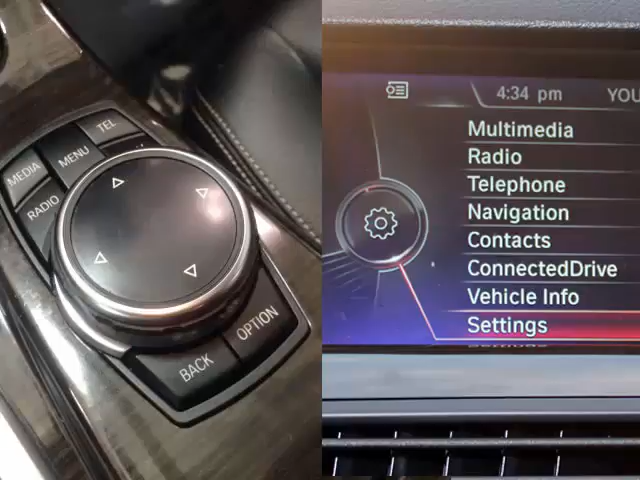 TEL
MENU
MEDIA
RADIO
BACK
OPTION
4:34 pm
Multimedia
Radio
Telephone
Navigation
Contacts
ConnectedDrive
Vehicle Info
Settings